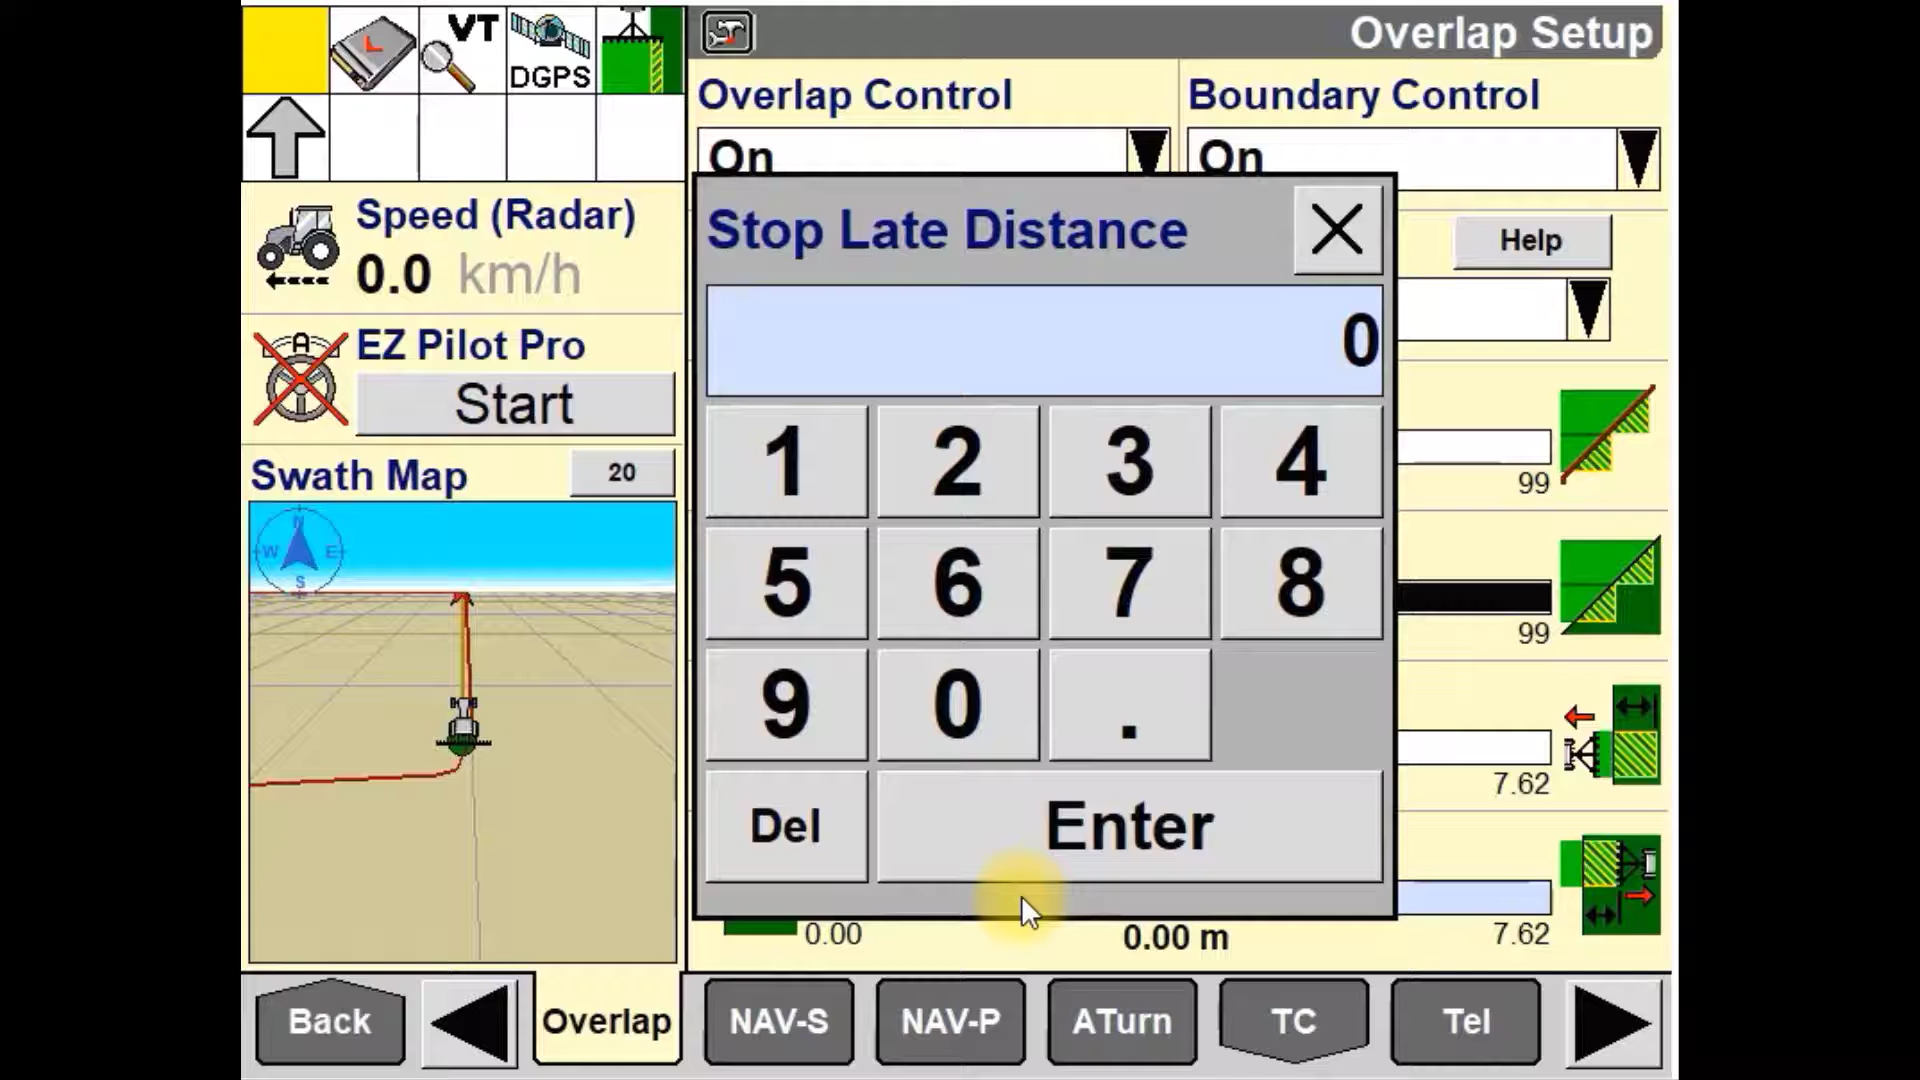 VT
DGPS
Speed (Radar)
0.0 km/h
A
EZ Pilot Pro
Start
Swath Map
20
N
W E
S
Overlap Setup
Overlap Control
On
Boundary Control
On
Help
Stop Late Distance
0
1 2 3 4
5 6 7 8
9 0 .
Del Enter
99
99
7.62
0.00
0.00 m
7.62
Back
Overlap
NAV-S
NAV-P
ATurn
TC
Tel